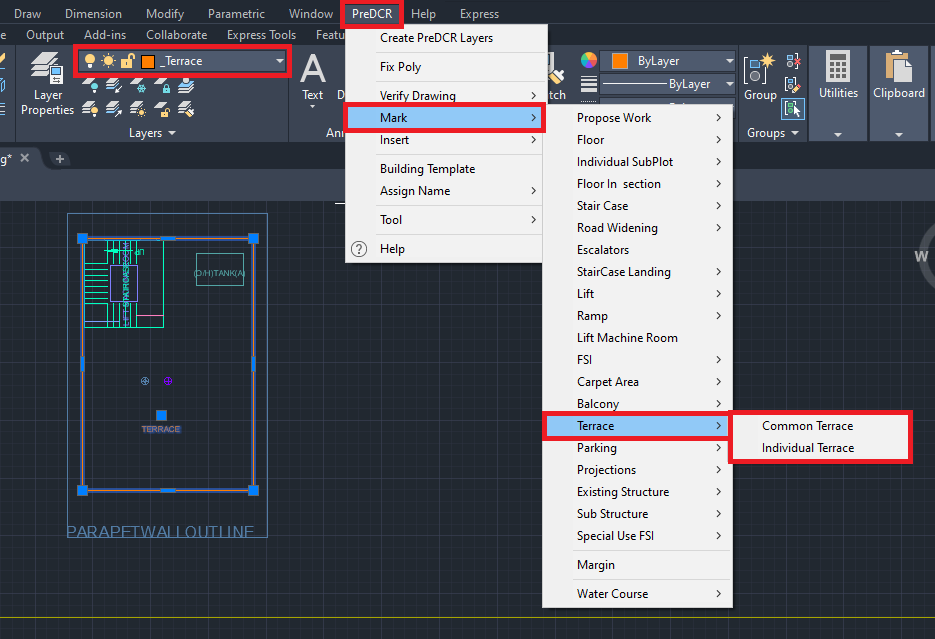 Draw Dimension Modify Parametric Window PreDCR Help Express
e Output Add-ins Collaborate Express Tools Featu
_Terrace
Layer
Properties
Layers
Text
D
Ann
tch
ByLayer
ByLayer
Group
Groups
Utilities
Clipboard
g*
Create PreDCR Layers
Fix Poly
Verify Drawing
Mark
Insert
Building Template
Assign Name
Tool
Help
Propose Work
Floor
Individual SubPlot
Floor In section
Stair Case
Road Widening
Escalators
StairCase Landing
Lift
Ramp
Lift Machine Room
FSI
Carpet Area
Balcony
Terrace
Parking
Projections
Existing Structure
Sub Structure
Special Use FSI
Margin
Water Course
Common Terrace
Individual Terrace
(O/H)TANK(A)
TERRACE
PARAPETWALLOUTLINE
W